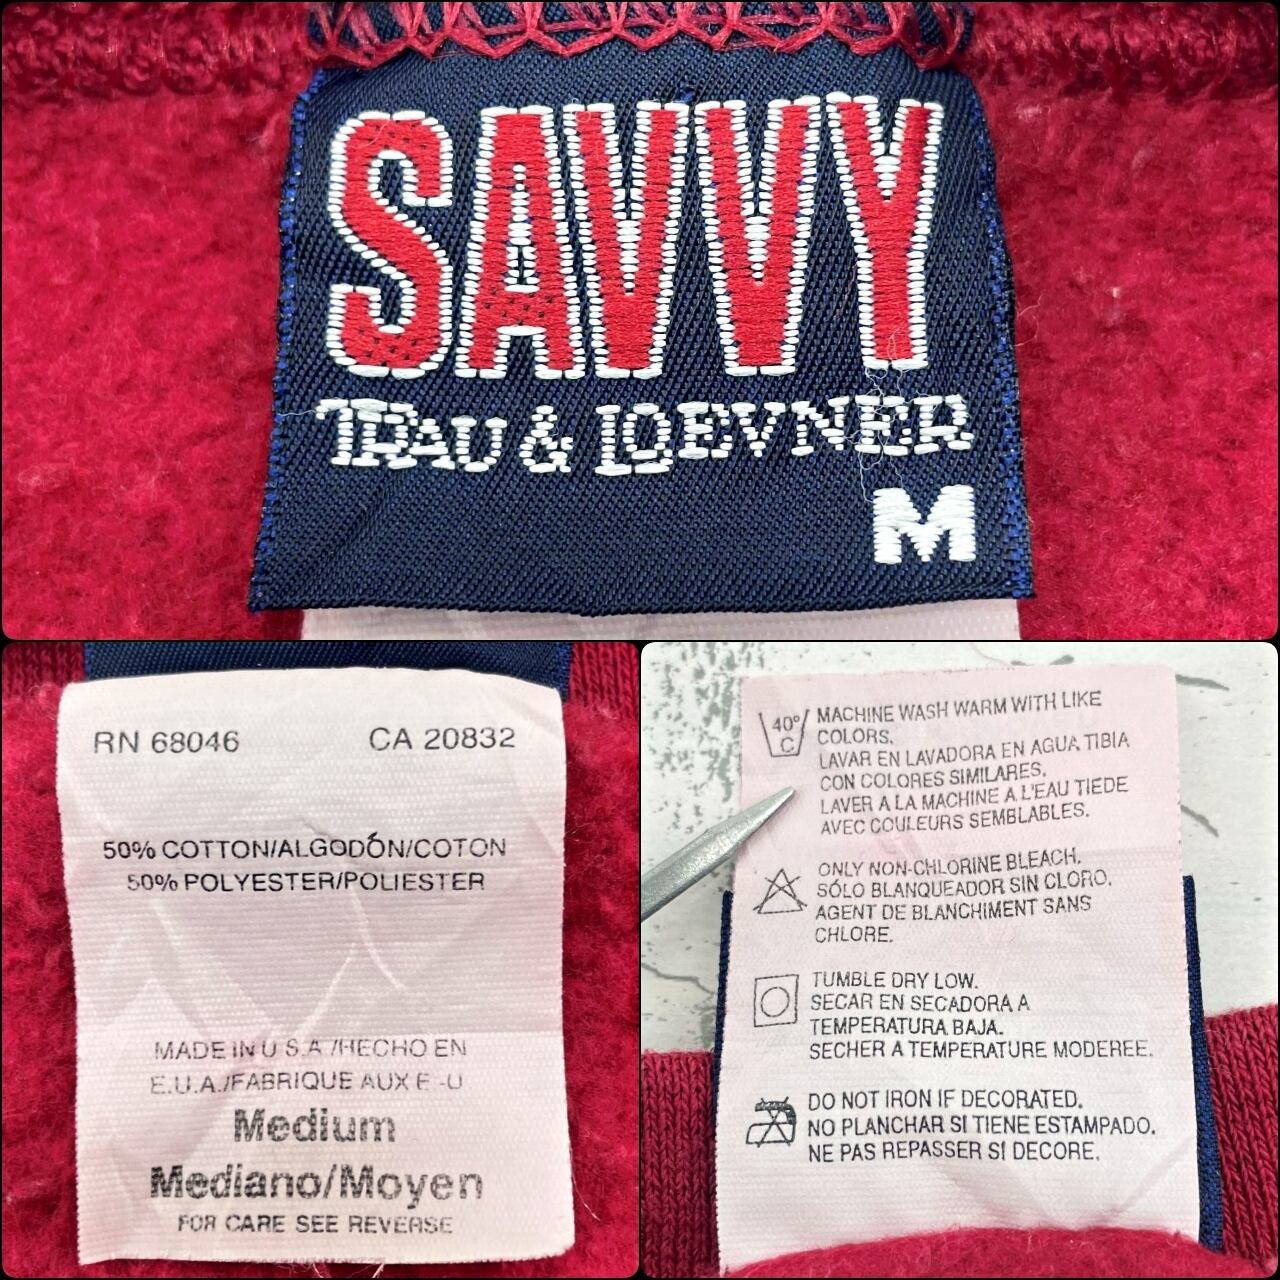 SAVVY
TRAU & LOEVNER
M
RN 68046 CA 20832
50% COTTON/ALGODÓN/COTON
50% POLYESTER/POLIESTER
MADE IN U.S.A./HECHO EN
E.U.A./FABRIQUE AUX E.-U
Medium
Mediano/Moyen
FOR CARE SEE REVERSE
40°
C
MACHINE WASH WARM WITH LIKE
COLORS.
LAVAR EN LAVADORA EN AGUA TIBIA
CON COLORES SIMILARES.
LAVER A LA MACHINE A L'EAU TIEDE
AVEC COULEURS SEMBLABLES.
ONLY NON-CHLORINE BLEACH.
SÓLO BLANQUEADOR SIN CLORO.
AGENT DE BLANCHIMENT SANS
CHLORE.
TUMBLE DRY LOW.
SECAR EN SECADORA A
TEMPERATURA BAJA.
SECHER A TEMPERATURE MODEREE.
DO NOT IRON IF DECORATED.
NO PLANCHAR SI TIENE ESTAMPADO.
NE PAS REPASSER SI DECORE.